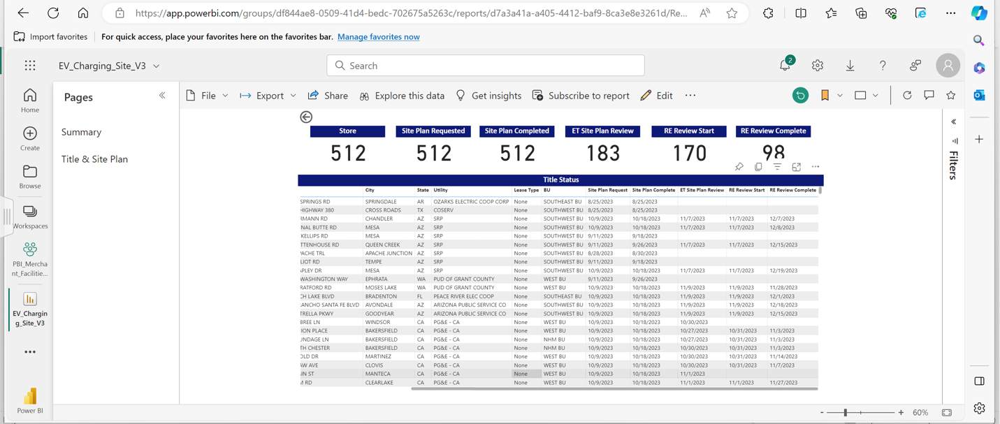 https://app.powerbi.com/groups/df844ae8-0509-41d4-bedc-702675a5263c/reports/d7a3a41a-a405-4412-baf9-8ca3e8e3261d/Re...
Import favorites For quick access, place your favorites here on the favorites bar. Manage favorites now
EV_Charging_Site_V3 Search 2
Pages File Export Share Explore this data Get insights Subscribe to report Edit
Home
Summary
Create
Title & Site Plan
Browse
Workspaces
PBI_Mercha
nt_Facilitie...
EV_Chargin
g_Site_V3
Power BI
Filters
Store Site Plan Requested Site Plan Completed ET Site Plan Review RE Review Start RE Review Complete
512 512 512 183 170 98
Title Status
City State Utility Lease Type BU Site Plan Request Site Plan Complete ET Site Plan Review RE Review Start RE Review Complete
SPRINGS RD SPRINGDALE AR OZARKS ELECTRIC COOP CORP None SOUTHEAST BU 8/25/2023 8/25/2023
HIGHWAY 380 CROSS ROADS TX COSERV None SOUTHWEST BU 8/25/2023 8/25/2023
RMANN RD CHANDLER AZ SRP None SOUTHWEST BU 10/9/2023 10/18/2023 11/7/2023 11/7/2023 12/7/2023
NAL BUTTE RD MESA AZ SRP None SOUTHWEST BU 10/9/2023 10/18/2023 11/7/2023 11/7/2023 12/8/2023
KELLIPS RD MESA AZ SRP None SOUTHWEST BU 9/11/2023 9/18/2023
TTENHOUSE RD QUEEN CREEK AZ SRP None SOUTHWEST BU 9/11/2023 9/26/2023 11/7/2023 11/7/2023 12/15/2023
ACHE TRL APACHE JUNCTION AZ SRP None SOUTHWEST BU 8/28/2023 8/30/2023
LIOT RD TEMPE AZ SRP None SOUTHWEST BU 9/11/2023 9/18/2023
PLEY DR MESA AZ SRP None SOUTHWEST BU 10/9/2023 10/18/2023 11/7/2023 11/7/2023 12/19/2023
WASHINGTON WAY EPHRATA WA PUD OF GRANT COUNTY None WEST BU 9/11/2023 9/26/2023
RATFORD RD MOSES LAKE WA PUD OF GRANT COUNTY None WEST BU 10/9/2023 10/18/2023 11/9/2023 11/9/2023 11/28/2023
CH LAKE BLVD BRADENTON FL PEACE RIVER ELEC COOP None SOUTHEAST BU 10/9/2023 10/18/2023 11/9/2023 11/9/2023 12/1/2023
RANCHO SANTA FE BLVD AVONDALE AZ ARIZONA PUBLIC SERVICE CO None SOUTHWEST BU 10/9/2023 10/18/2023 11/9/2023 11/9/2023 12/18/2023
TRELLA PKWY GOODYEAR AZ ARIZONA PUBLIC SERVICE CO None SOUTHWEST BU 10/9/2023 10/18/2023 11/9/2023 11/9/2023 12/15/2023
BREE LN WINDSOR CA PG&E - CA None WEST BU 10/9/2023 10/18/2023 10/30/2023
ION PLACE BAKERSFIELD CA PG&E - CA None WEST BU 10/9/2023 10/18/2023 10/27/2023 10/31/2023 11/3/2023
UNDAGE LN BAKERSFIELD CA PG&E - CA None NHM BU 10/9/2023 10/18/2023 10/27/2023 10/31/2023 11/3/2023
TH CHESTER BAKERSFIELD CA PG&E - CA None NHM BU 10/9/2023 10/18/2023 10/30/2023 10/31/2023 11/3/2023
OLD DR MARTINEZ CA PG&E - CA None WEST BU 10/9/2023 10/18/2023 10/30/2023 10/31/2023 11/14/2023
AW AVE CLOVIS CA PG&E - CA None WEST BU 10/9/2023 10/18/2023 10/30/2023 10/31/2023 11/7/2023
IN ST MANTECA CA PG&E - CA None WEST BU 10/9/2023 10/18/2023 11/1/2023
M RD CLEARLAKE CA PG&E - CA None WEST BU 10/9/2023 10/18/2023 11/1/2023 11/1/2023 11/27/2023
- + 60%